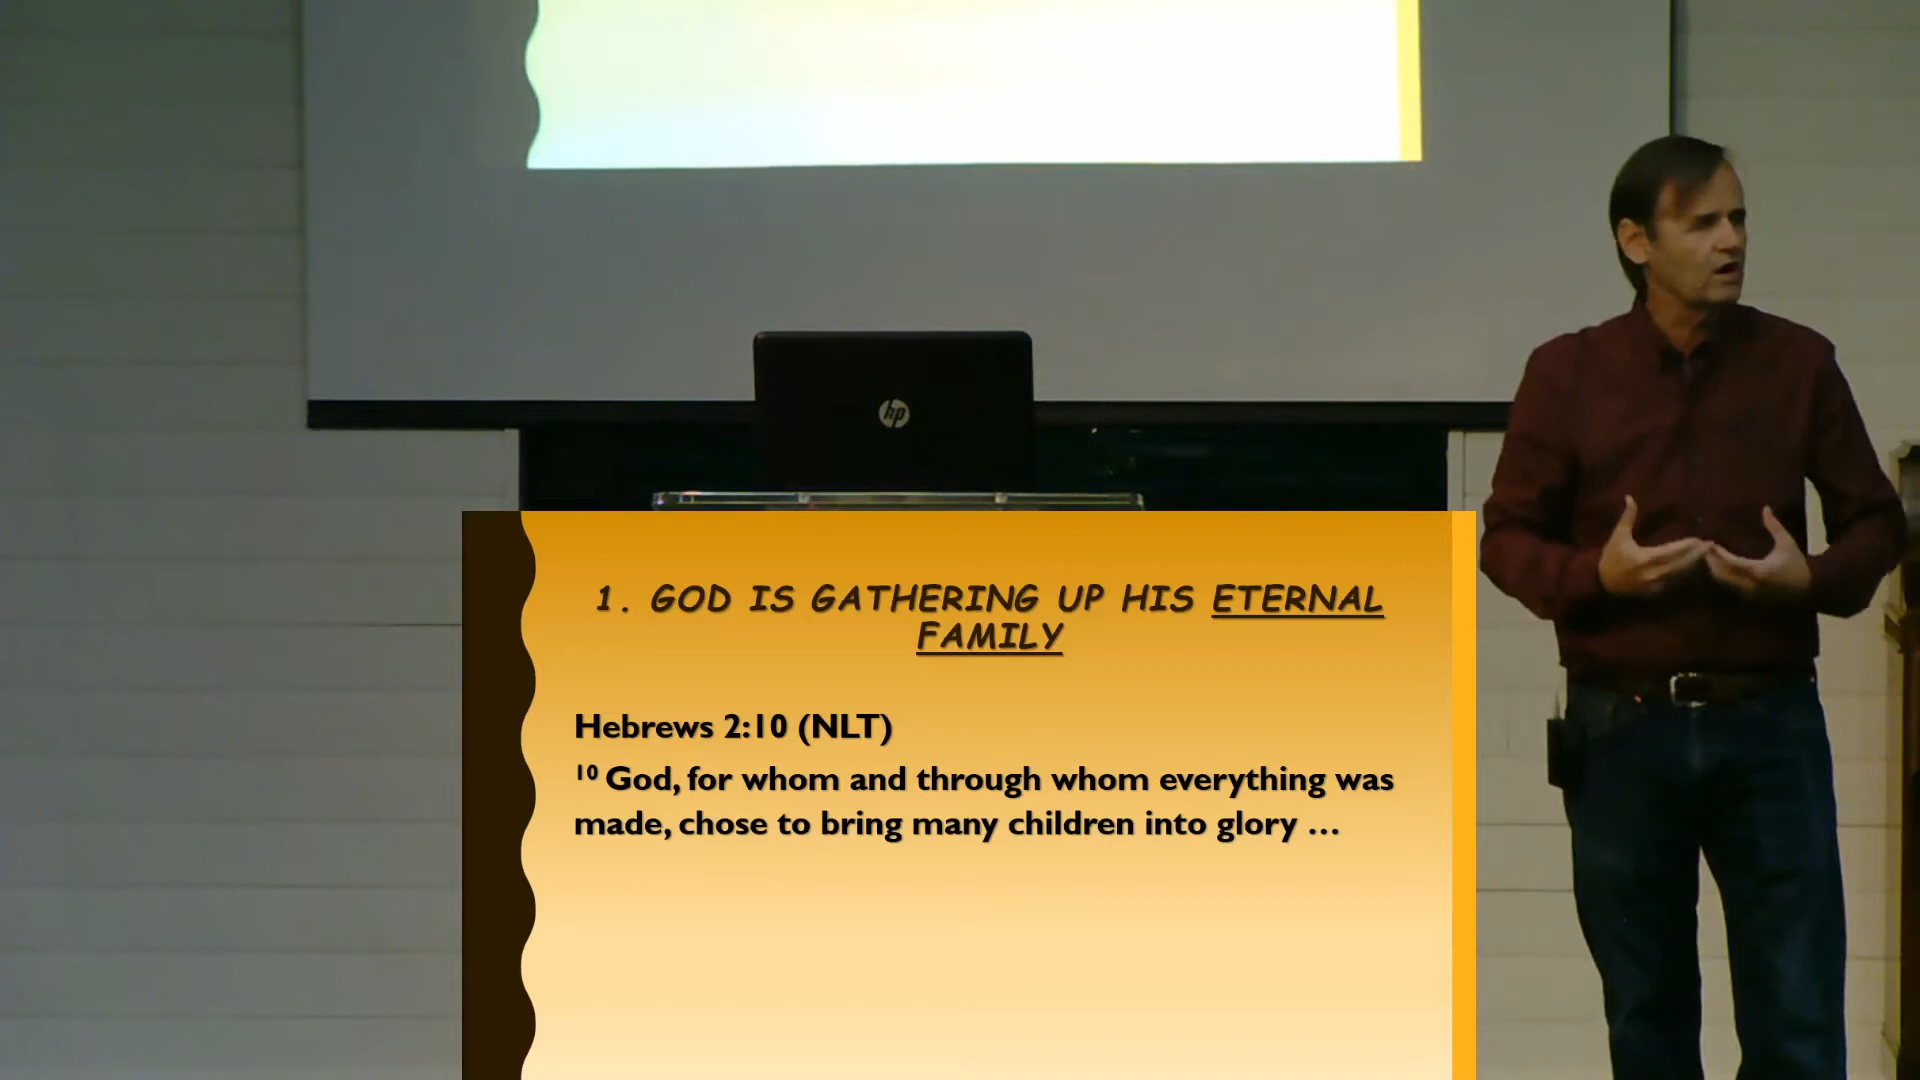 hp
1. GOD IS GATHERING UP HIS ETERNAL
FAMILY
Hebrews 2:10 (NLT)
10 God, for whom and through whom everything was
made, chose to bring many children into glory …